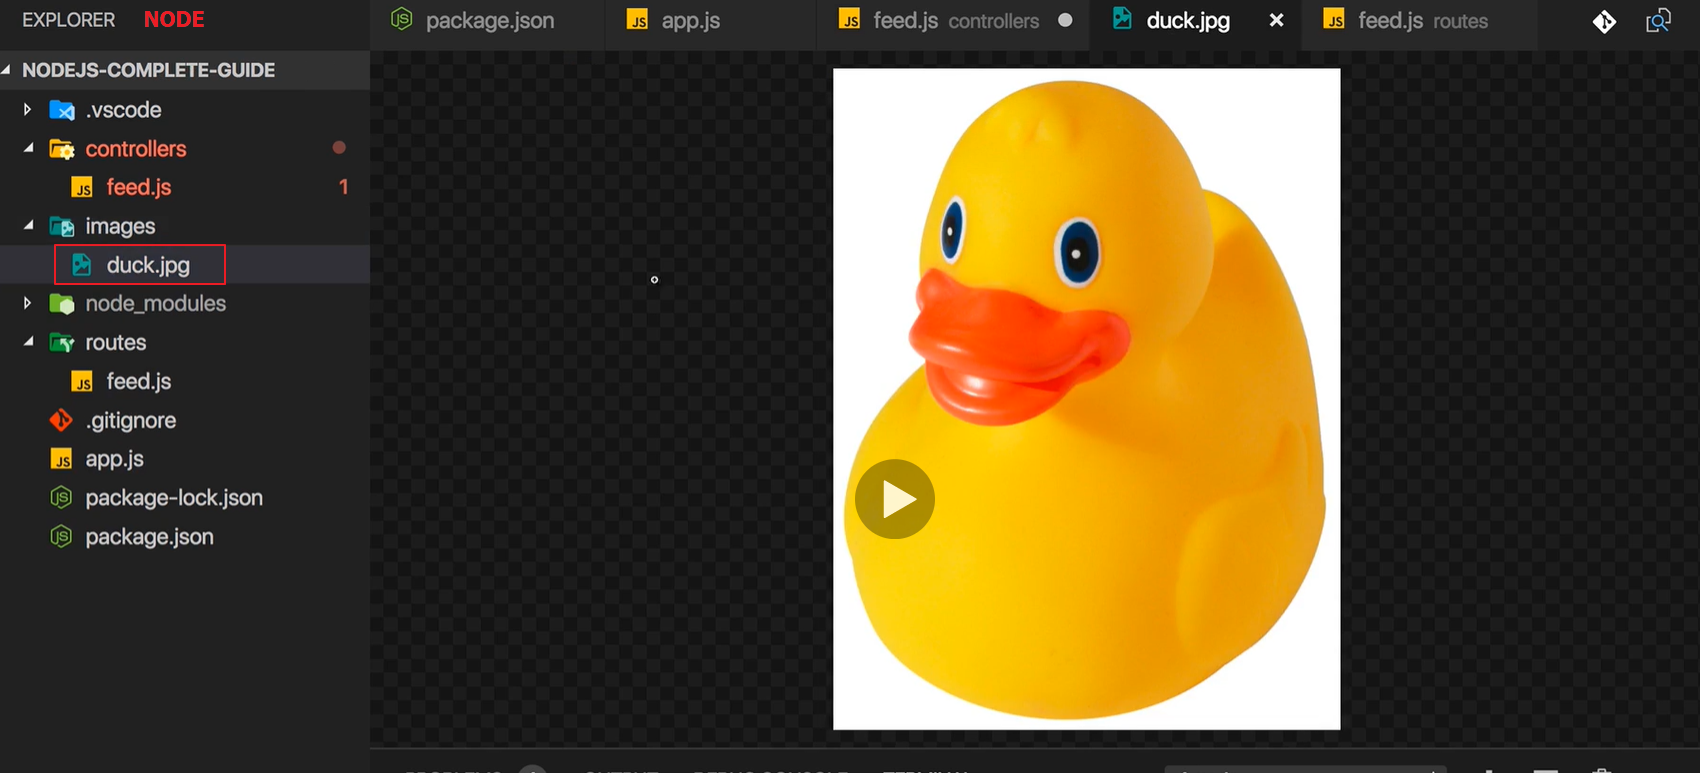 EXPLORER NODE
package.json
app.js
feed.js controllers
duck.jpg
feed.js routes
NODEJS-COMPLETE-GUIDE
.vscode
controllers
feed.js 1
images
duck.jpg
node_modules
routes
feed.js
.gitignore
app.js
package-lock.json
package.json